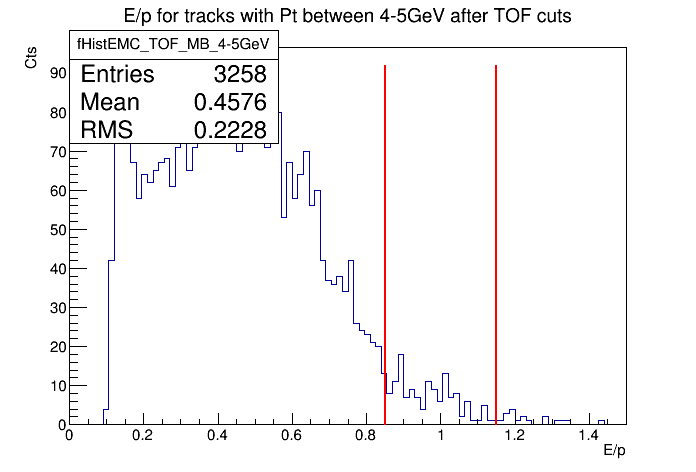 E/p for tracks with Pt between 4-5GeV after TOF cuts
Cts
fHistEMC_TOF_MB_4-5GeV
Entries 3258
Mean 0.4576
RMS 0.2228
90
80
70
60
50
40
30
20
10
0
0 0.2 0.4 0.6 0.8 1 1.2 1.4
E/p